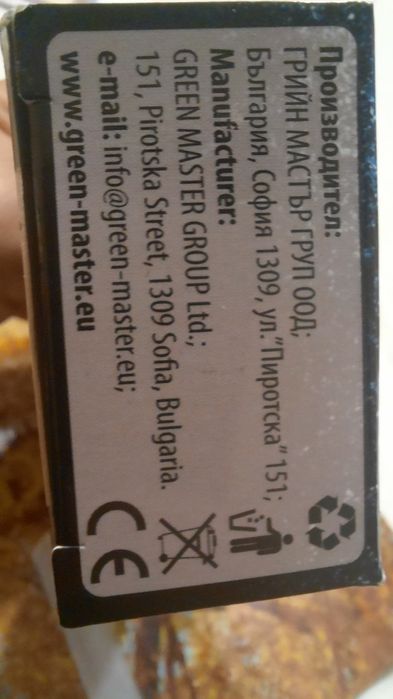 Производител:
ГРИЙН МАСТЪР ГРУП ООД;
България, София 1309, ул."Пиротска" 151;
Manufacturer:
GREEN MASTER GROUP Ltd.;
151, Pirotska Street, 1309 Sofia, Bulgaria.
e-mail: info@green-master.eu;
www.green-master.eu
CE